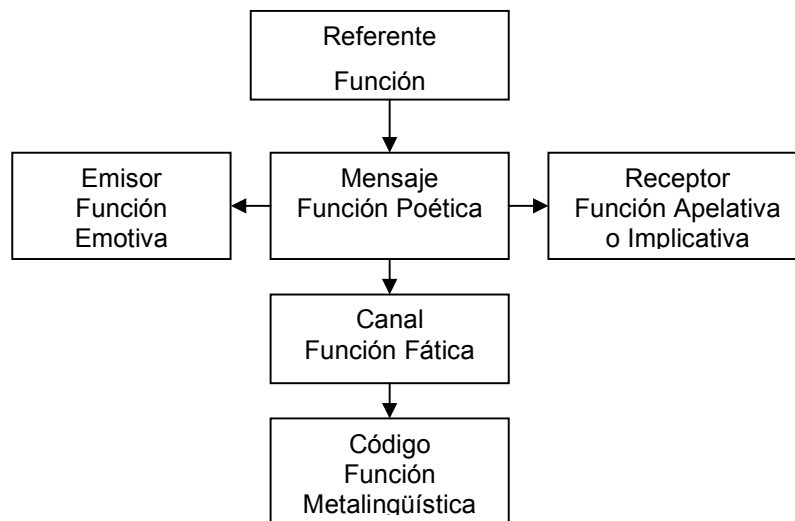 Referente
Función
Emisor
Función
Emotiva
Mensaje
Función Poética
Receptor
Función Apelativa
o Implicativa
Canal
Función Fática
Código
Función
Metalingüística